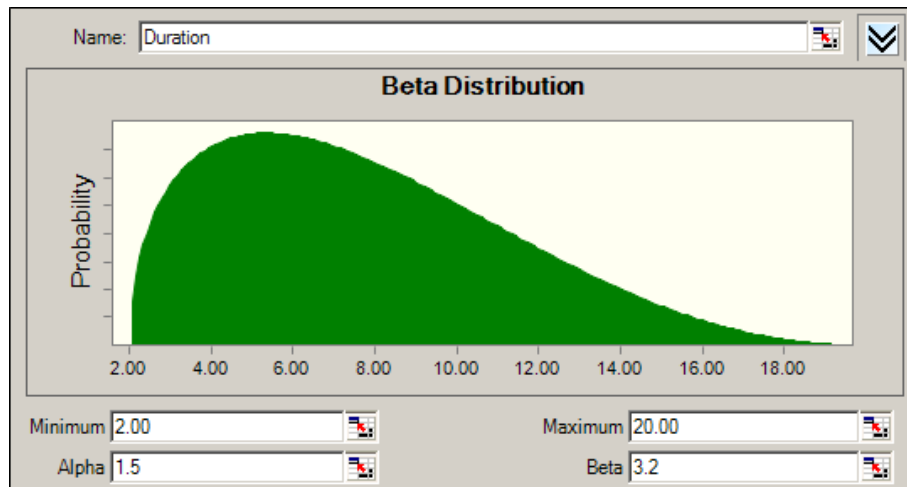 Name: Duration
Beta Distribution
Probability
2.00 4.00 6.00 8.00 10.00 12.00 14.00 16.00 18.00
Minimum 2.00 Maximum 20.00
Alpha 1.5 Beta 3.2